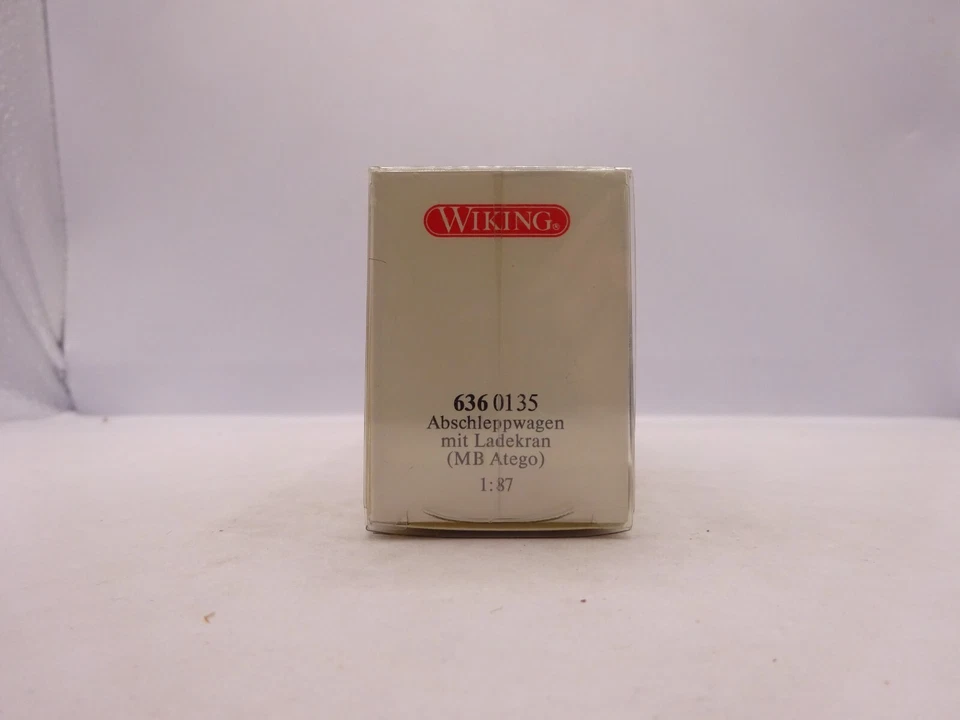 WIKING®
636 0135
Abschleppwagen
mit Ladekran
(MB Atego)
1:87